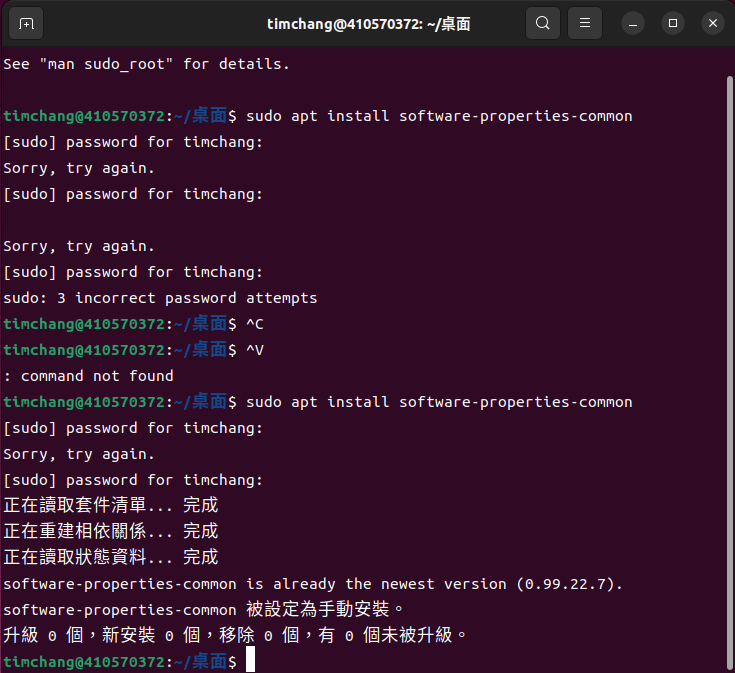 timchang@410570372: ~/桌面
See "man sudo_root" for details.
timchang@410570372:~/桌面$ sudo apt install software-properties-common
[sudo] password for timchang:
Sorry, try again.
[sudo] password for timchang:
Sorry, try again.
[sudo] password for timchang:
sudo: 3 incorrect password attempts
timchang@410570372:~/桌面$ ^C
timchang@410570372:~/桌面$ ^V
: command not found
timchang@410570372:~/桌面$ sudo apt install software-properties-common
[sudo] password for timchang:
Sorry, try again.
[sudo] password for timchang:
正在讀取套件清單... 完成
正在重建相依關係... 完成
正在讀取狀態資料... 完成
software-properties-common is already the newest version (0.99.22.7).
software-properties-common 被設定為手動安裝。
升級 0 個，新安裝 0 個，移除 0 個，有 0 個未被升級。
timchang@410570372:~/桌面$